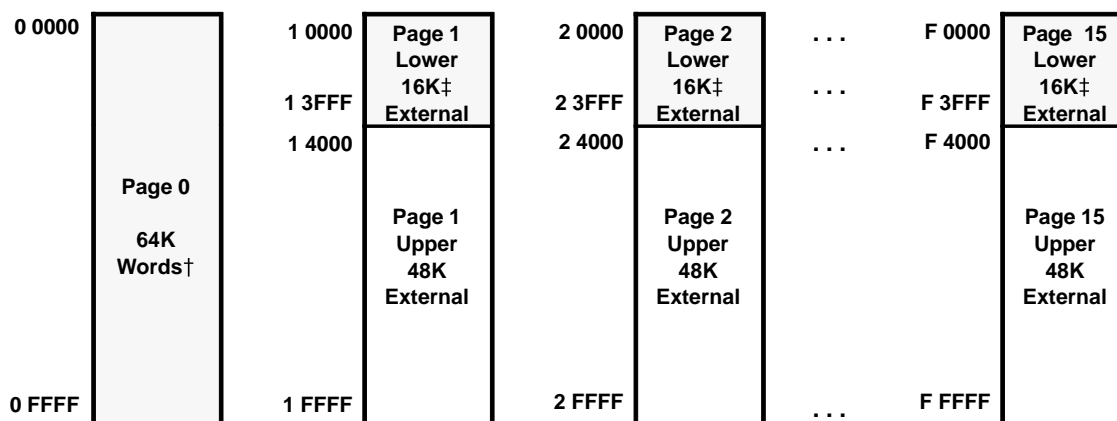 0 0000
Page 0
64K
Words†
0 FFFF
1 0000
1 3FFF
1 4000
1 FFFF
Page 1
Lower
16K‡
External
Page 1
Upper
48K
External
2 0000
2 3FFF
2 4000
2 FFFF
Page 2
Lower
16K‡
External
Page 2
Upper
48K
External
. . .
. . .
. . .
. . .
F 0000
F 3FFF
F 4000
F FFFF
Page 15
Lower
16K‡
External
Page 15
Upper
48K
External